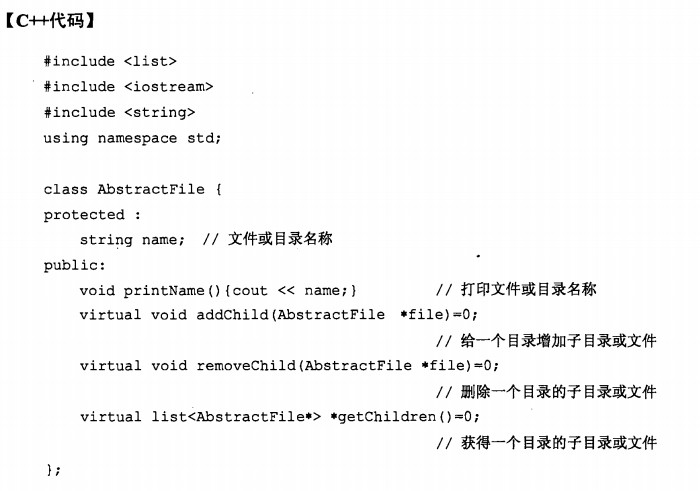 【C++代码】
#include <list>
#include <iostream>
#include <string>
using namespace std;
class AbstractFile {
protected :
string name; // 文件或目录名称
public:
void printName(){cout << name;} // 打印文件或目录名称
virtual void addChild(AbstractFile *file)=0;
// 给一个目录增加子目录或文件
virtual void removeChild(AbstractFile *file)=0;
// 删除一个目录的子目录或文件
virtual list<AbstractFile*> *getChildren()=0;
// 获得一个目录的子目录或文件
};